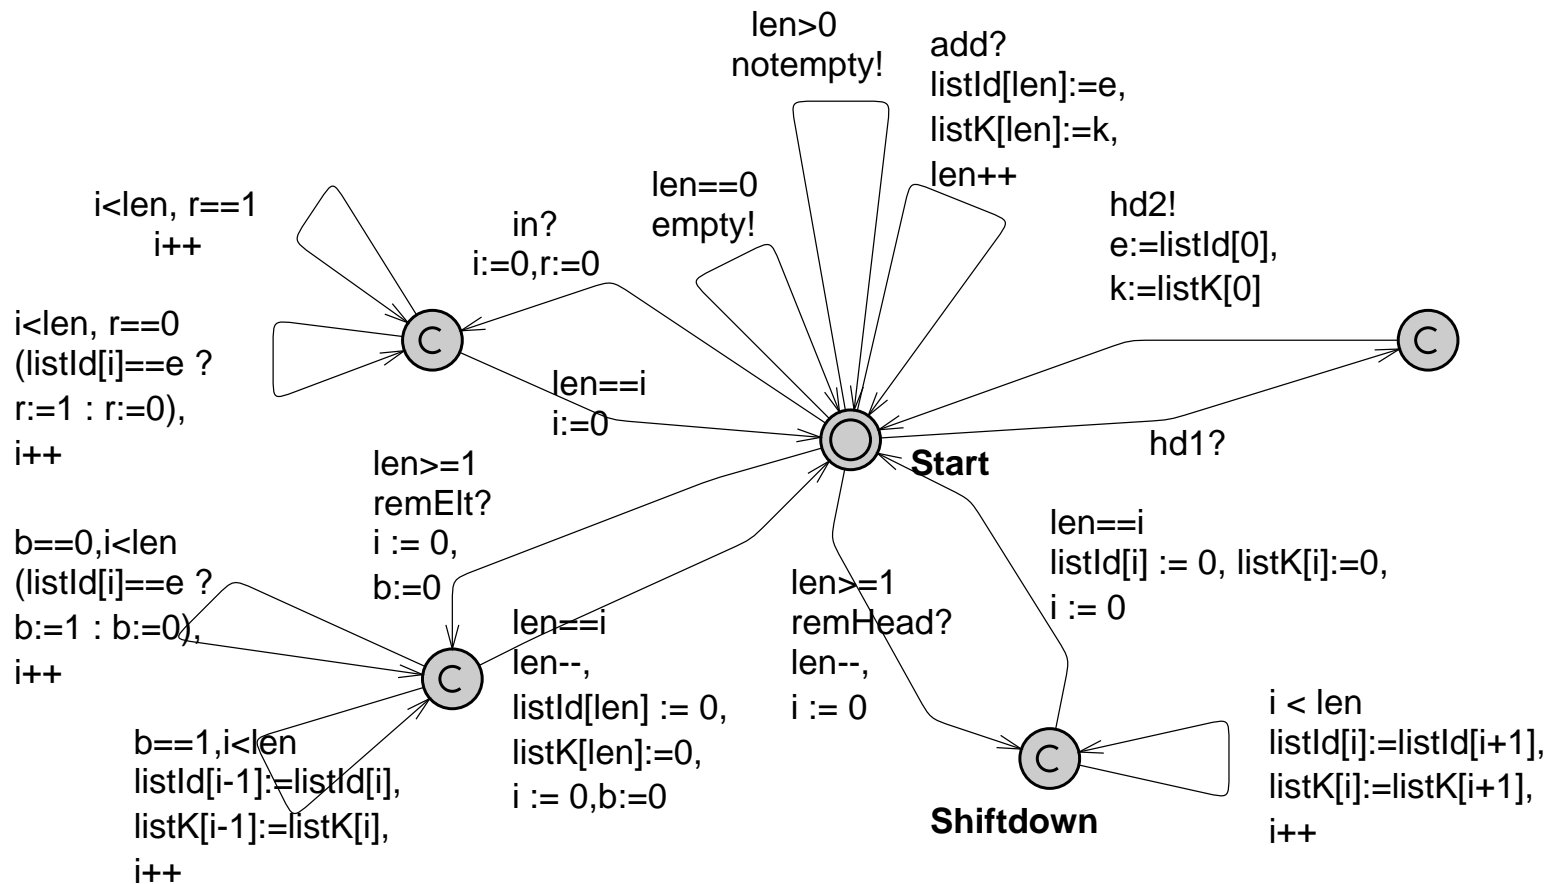 len>0
notempty!
add?
listId[len]:=e,
listK[len]:=k,
len++
len==0
empty!
i<len, r==1
i++
in?
i:=0,r:=0
hd2!
e:=listId[0],
k:=listK[0]
i<len, r==0
(listId[i]==e ?
r:=1 : r:=0),
i++
C
C
len==i
i:=0
hd1?
Start
len>=1
remElt?
i := 0,
b:=0
b==0,i<len
(listId[i]==e ?
b:=1 : b:=0),
i++
C
len==i
len--,
listId[len] := 0,
listK[len]:=0,
i := 0,b:=0
len>=1
remHead?
len--,
i := 0
len==i
listId[i] := 0, listK[i]:=0,
i := 0
b==1,i<len
listId[i-1]:=listId[i],
listK[i-1]:=listK[i],
i++
C
Shiftdown
i < len
listId[i]:=listId[i+1],
listK[i]:=listK[i+1],
i++